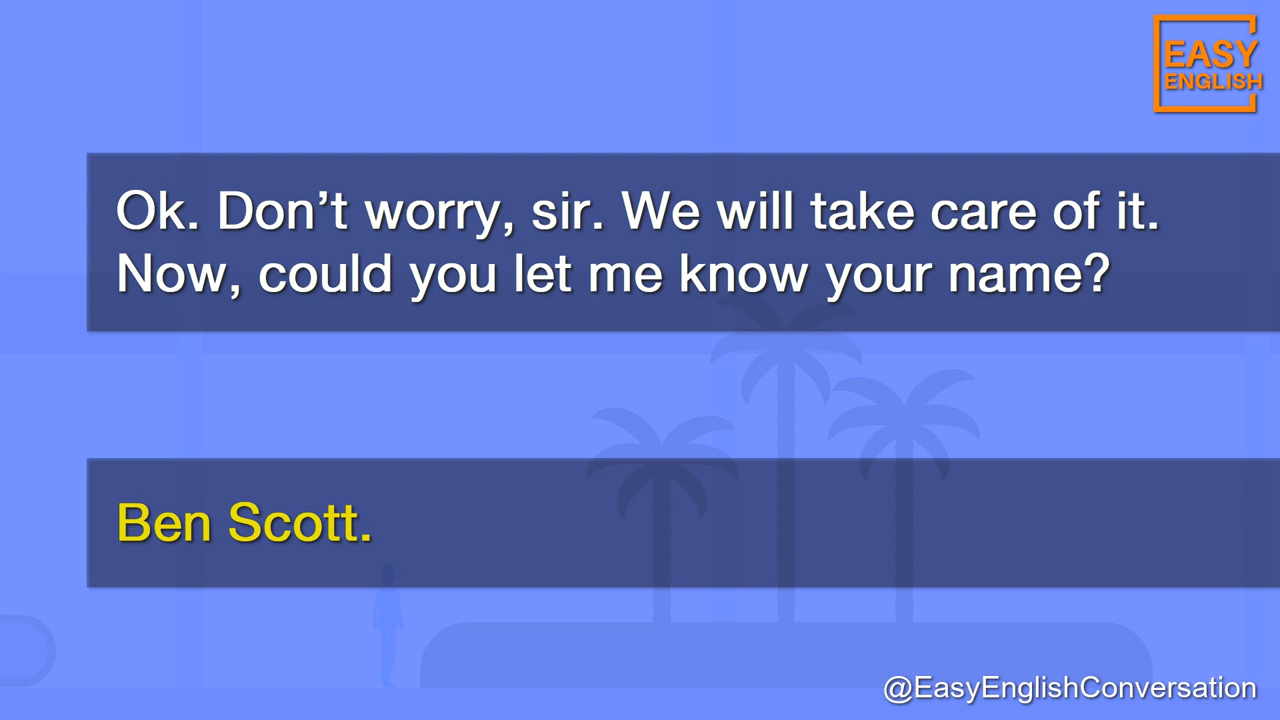 EASY
ENGLISH
Ok. Don’t worry, sir. We will take care of it.
Now, could you let me know your name?
Ben Scott.
@EasyEnglishConversation